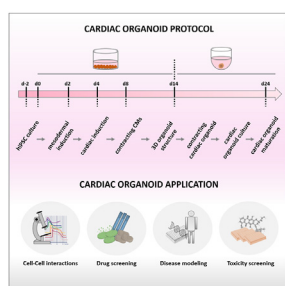 CARDIAC ORGANOID PROTOCOL
d-2 d0 d2 d4 d8 d14 d24
hiPSC culture
mesodermal induction
cardiac induction
contracting CMs
3D organoid structure
contracting cardiac organoid
cardiac organoid culture
cardiac organoid maturation
CARDIAC ORGANOID APPLICATION
Cell-Cell interactions
Drug screening
Disease modeling
Toxicity screening